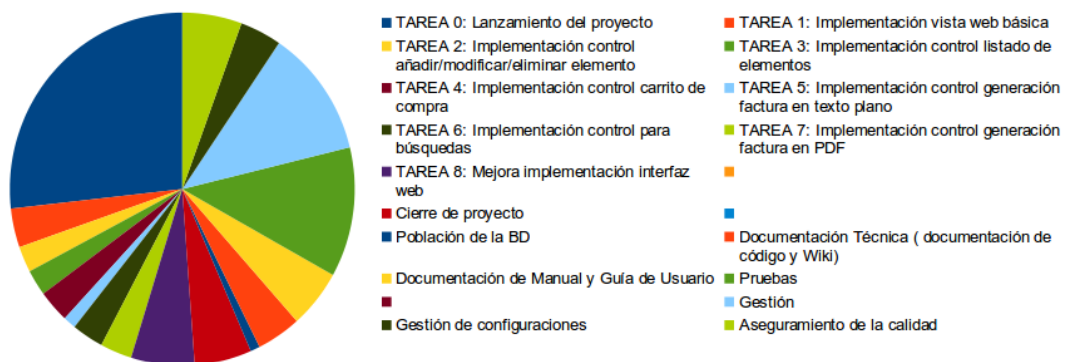 TAREA 0: Lanzamiento del proyecto
TAREA 1: Implementación vista web básica
TAREA 2: Implementación control
añadir/modificar/eliminar elemento
TAREA 3: Implementación control listado de
elementos
TAREA 4: Implementación control carrito de
compra
TAREA 5: Implementación control generación
factura en texto plano
TAREA 6: Implementación control para
búsquedas
TAREA 7: Implementación control generación
factura en PDF
TAREA 8: Mejora implementación interfaz
web
Cierre de proyecto
Población de la BD
Documentación Técnica ( documentación de
código y Wiki)
Documentación de Manual y Guía de Usuario
Pruebas
Gestión
Gestión de configuraciones
Aseguramiento de la calidad